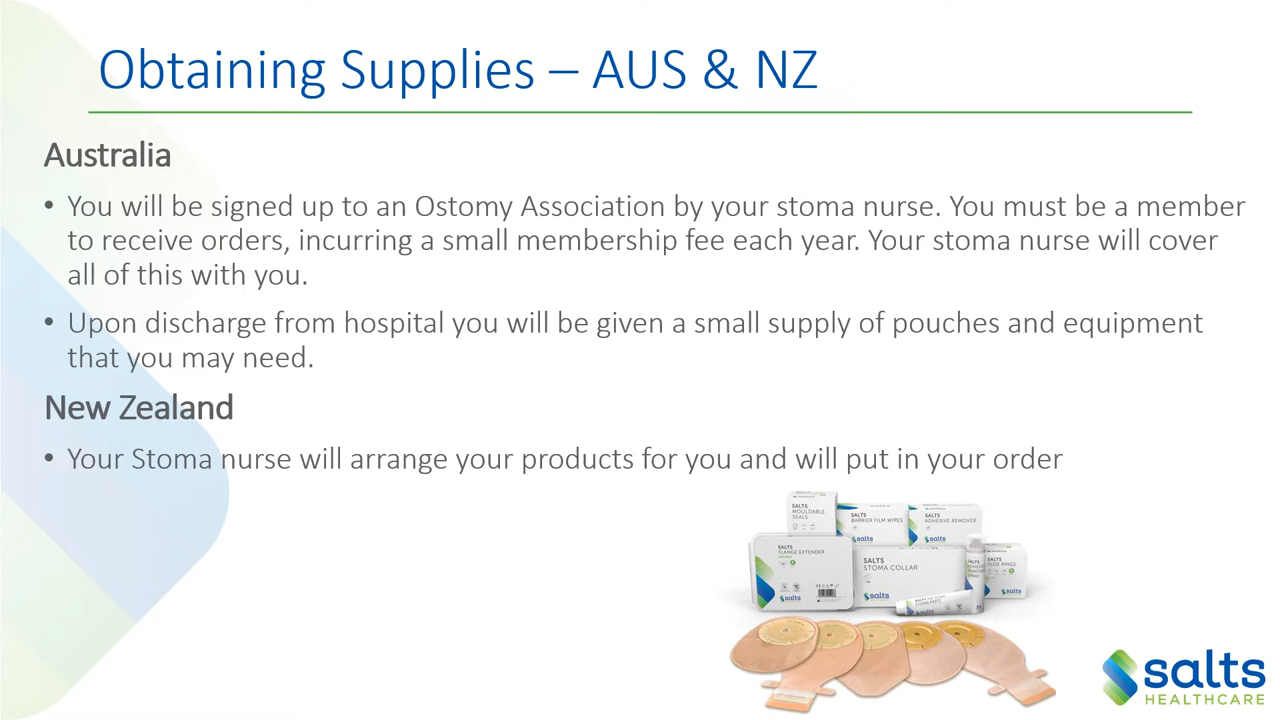 Obtaining Supplies – AUS & NZ
Australia
• You will be signed up to an Ostomy Association by your stoma nurse. You must be a member
to receive orders, incurring a small membership fee each year. Your stoma nurse will cover
all of this with you.
• Upon discharge from hospital you will be given a small supply of pouches and equipment
that you may need.
New Zealand
• Your Stoma nurse will arrange your products for you and will put in your order
SALTS
MOULDABLE
SEALS
SALTS
BARRIER FILM WIPES
salts
SALTS
ADHESIVE REMOVER
salts
SALTS
FLANGE EXTENDER
salts
SALTS
STOMA COLLAR
salts
SALTS
ALOE RINGS
salts
salts
HEALTHCARE